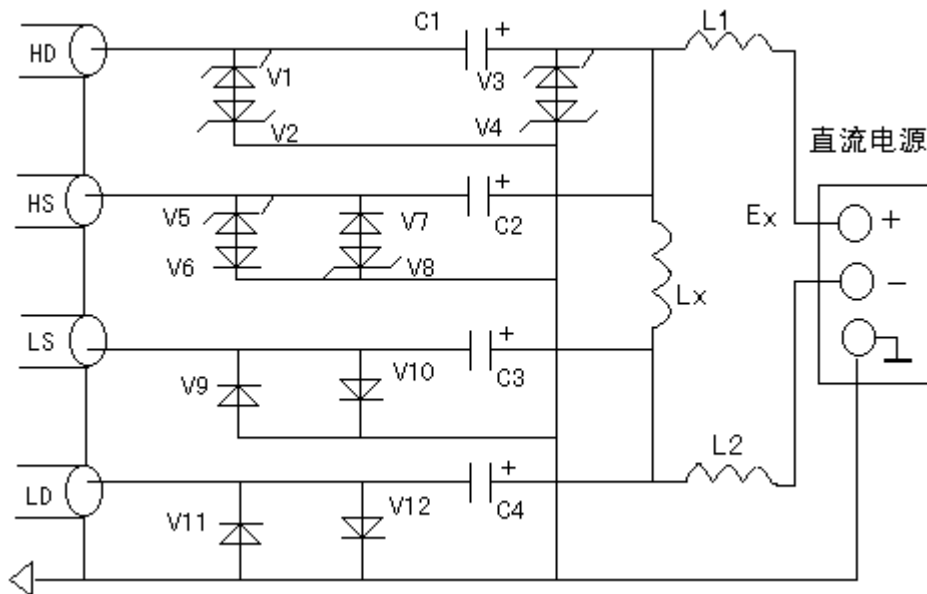 C1
+
L1
HD
V1
V3
V2
V4
直流电源
HS
+
V5
V7
C2
Ex
+
V6
V8
Lx
−
LS
+
V9
V10
C3
L2
LD
+
V11
V12
C4